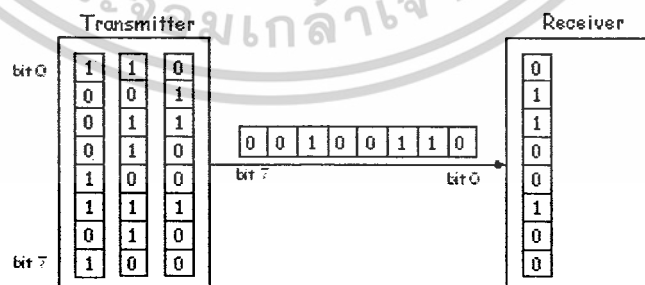 Transmitter Receiver
bit 0 1 1 0 0
0 0 1 1
0 1 1 1
0 1 0 0
0 0 1 0 0 1 1 0
1 0 0 0
bit 7 bit 0
1 1 1 1
0 1 0 0
bit 7 1 0 0 0